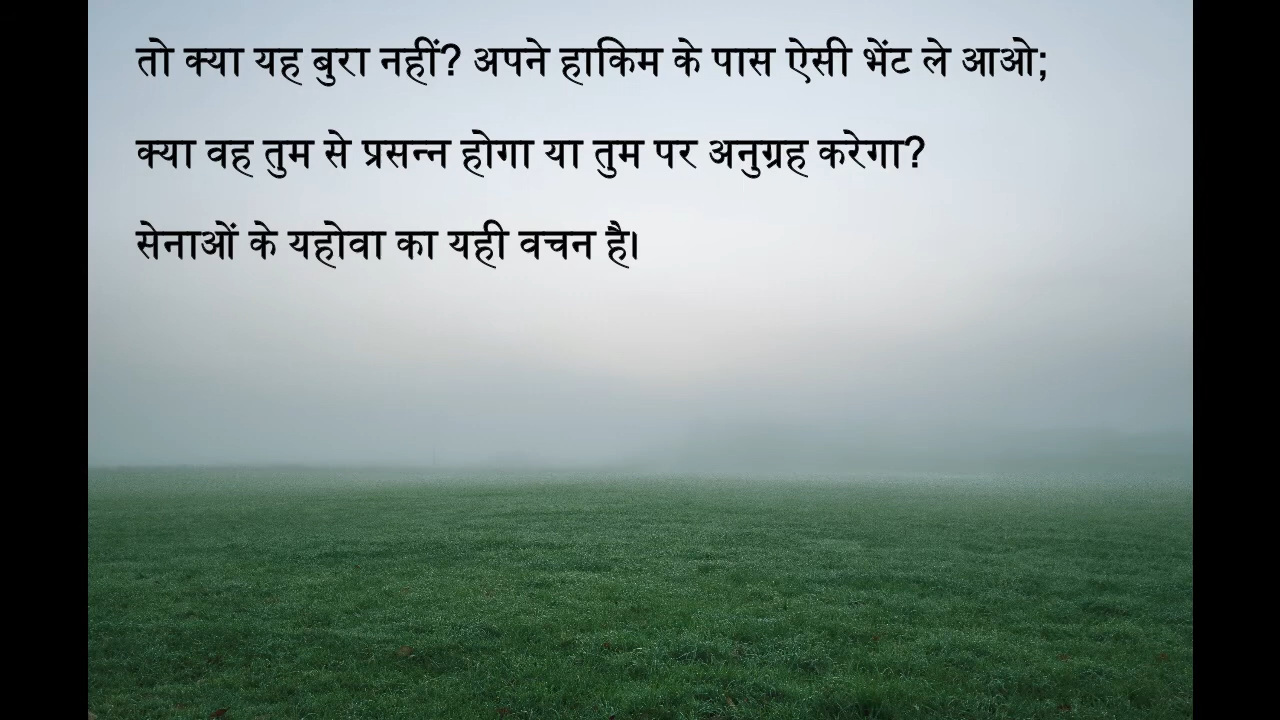 तो क्या यह बुरा नहीं? अपने हाकिम के पास ऐसी भेंट ले आओ;
क्या वह तुम से प्रसन्न होगा या तुम पर अनुग्रह करेगा?
सेनाओं के यहोवा का यही वचन है।